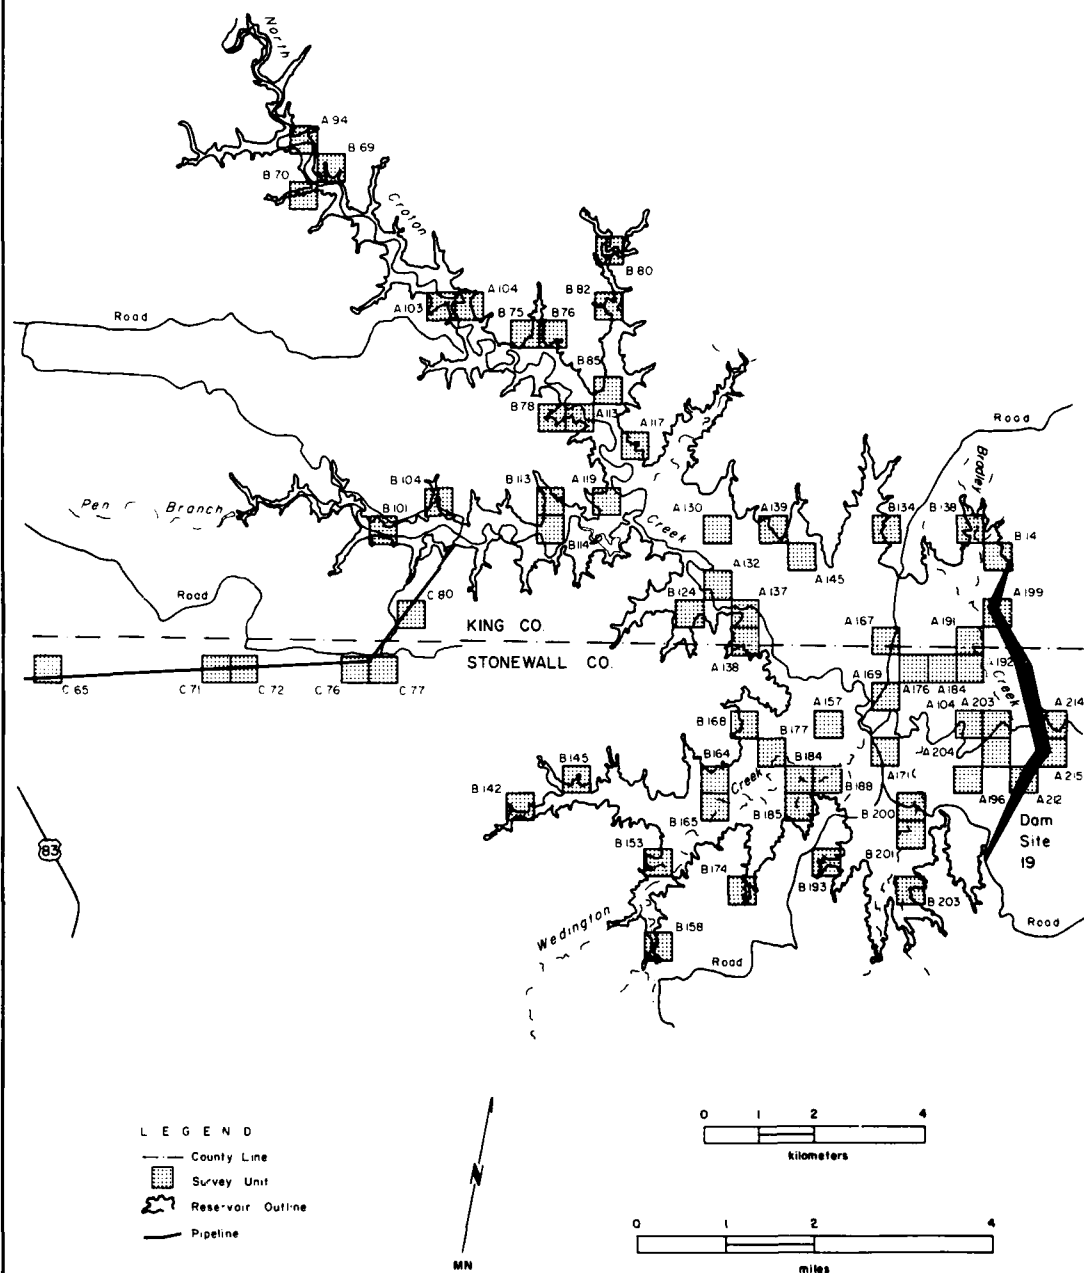 North
A 94
B 69
B 70
Croton
B 80
A 104
B 82
A 103
B 75
B 76
Road
B 85
B 78
A 113
A 117
Road
Bradley
B 104
B 113
A 119
Pen Branch
B 101
A 130
A 139
B 134
B 138
Creek
B 114
B 14
A 132
A 145
C 80
Road
B 124
A 137
A 199
KING CO.
A 167
A 191
STONEWALL CO.
A 138
A 192
C 65
C 71
C 72
C 76
C 77
A 169
A 176
A 184
Creek
A 157
A 104
A 203
A 214
B 168
B 177
A 204
B 145
B 164
B 184
A 171
A 215
B 142
Creek
B 188
A 196
A 212
B 165
B 185
B 200
Dam
Site
19
83
B 153
B 174
B 201
B 193
B 203
Wedington
B 158
Road
Road
LEGEND
County Line
Survey Unit
Reservoir Outline
Pipeline
N
MN
0 1 2 4
kilometers
0 1 2 4
miles